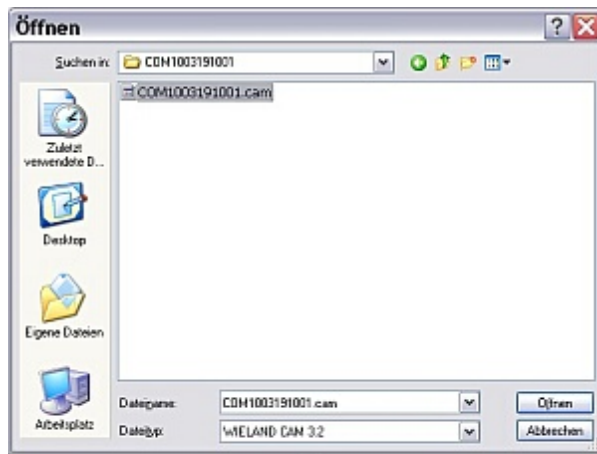 Öffnen
Suchen in:
COM1003191001
COM1003191001.cam
Zuletzt
verwendete D...
Desktop
Eigene Dateien
Arbeitsplatz
Dateiname:
COM1003191001.cam
Öffnen
Dateityp:
WIELAND CAM 3.2
Abbrechen